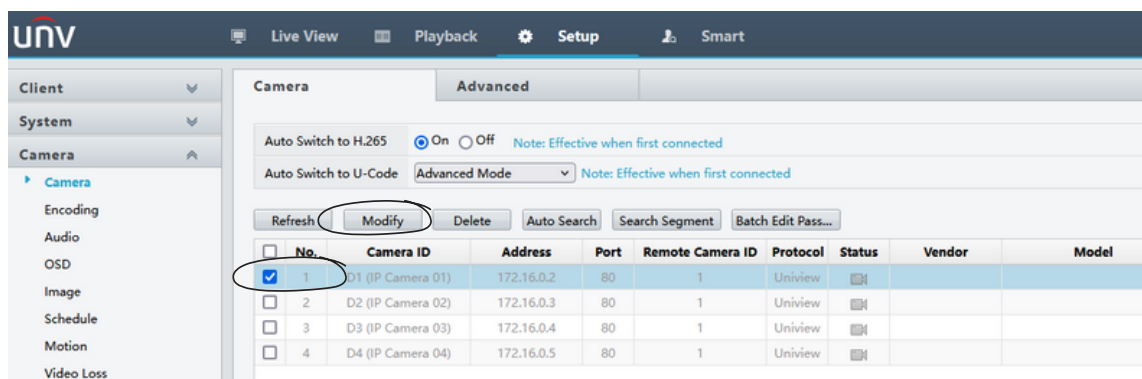 unv
Live View Playback Setup Smart
Client
System
Camera
Camera
Encoding
Audio
OSD
Image
Schedule
Motion
Video Loss
Camera Advanced
Auto Switch to H.265 On Off Note: Effective when first connected
Auto Switch to U-Code Advanced Mode Note: Effective when first connected
Refresh Modify Delete Auto Search Search Segment Batch Edit Pass...
No. Camera ID Address Port Remote Camera ID Protocol Status Vendor Model
1 D1 (IP Camera 01) 172.16.0.2 80 1 Uniview
2 D2 (IP Camera 02) 172.16.0.3 80 1 Uniview
3 D3 (IP Camera 03) 172.16.0.4 80 1 Uniview
4 D4 (IP Camera 04) 172.16.0.5 80 1 Uniview